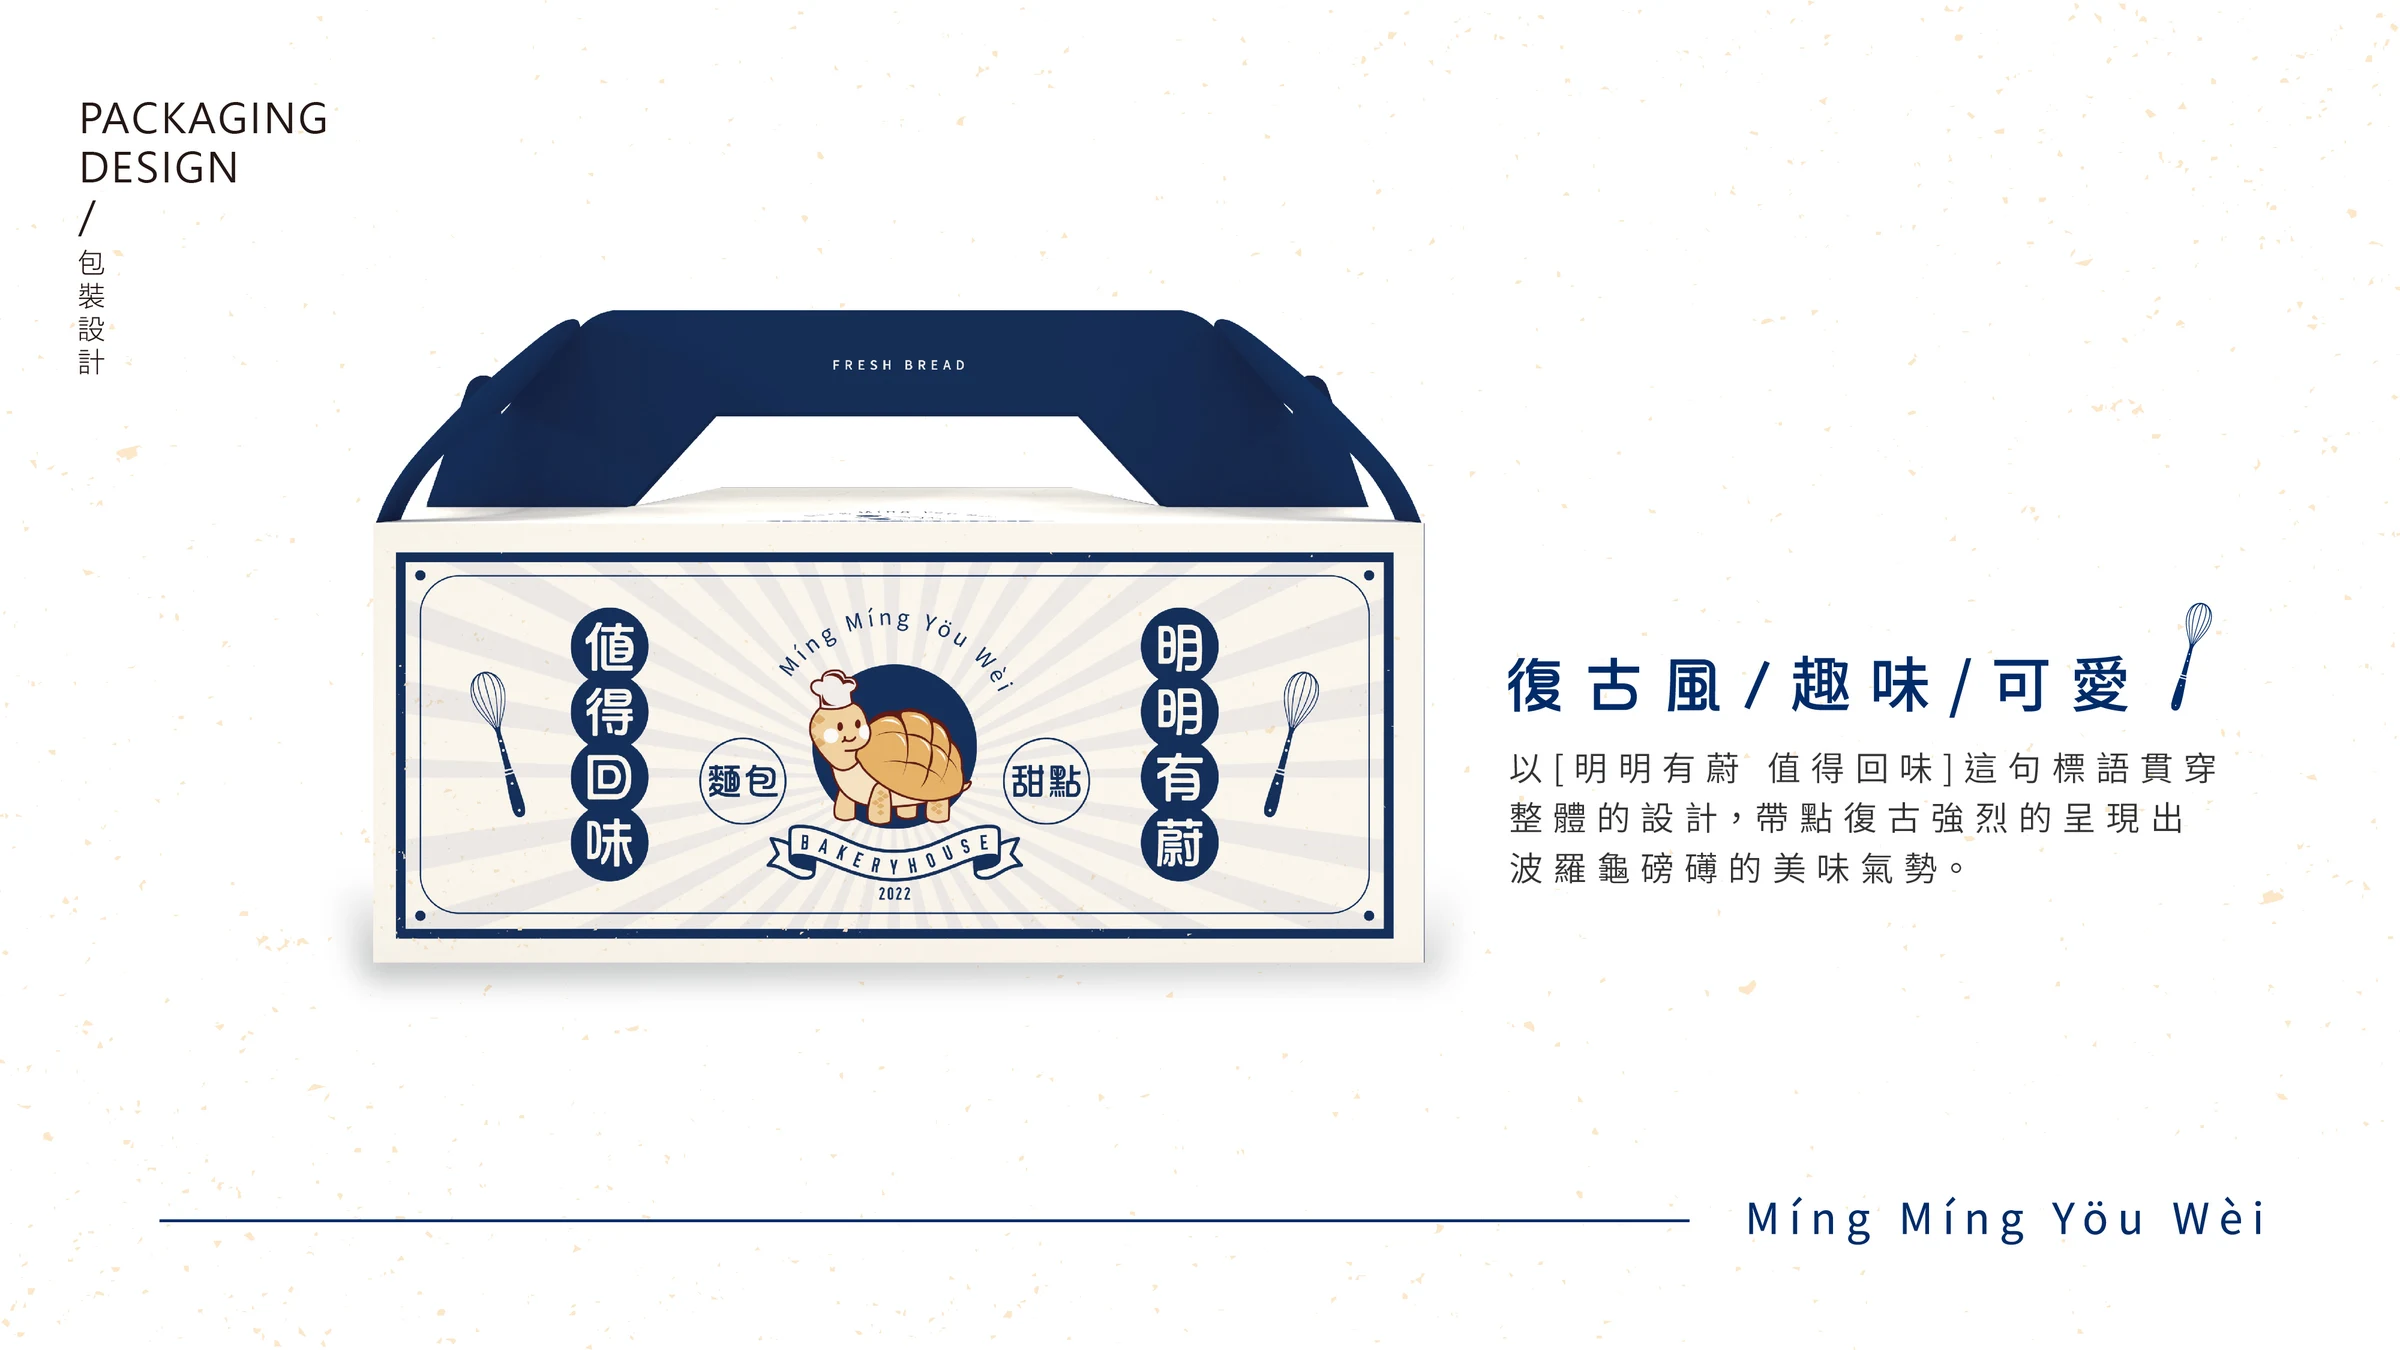 PACKAGING
DESIGN
/
包裝設計
FRESH BREAD
Míng Míng Yöu Wèi
明明有蔚
值得回味
麵包
甜點
BAKERYHOUSE
2022
復古風/趣味/可愛
以[明明有蔚 值得回味]這句標語貫穿
整體的設計，帶點復古強烈的呈現出
波羅龜磅礡的美味氣勢。
Míng Míng Yöu Wèi